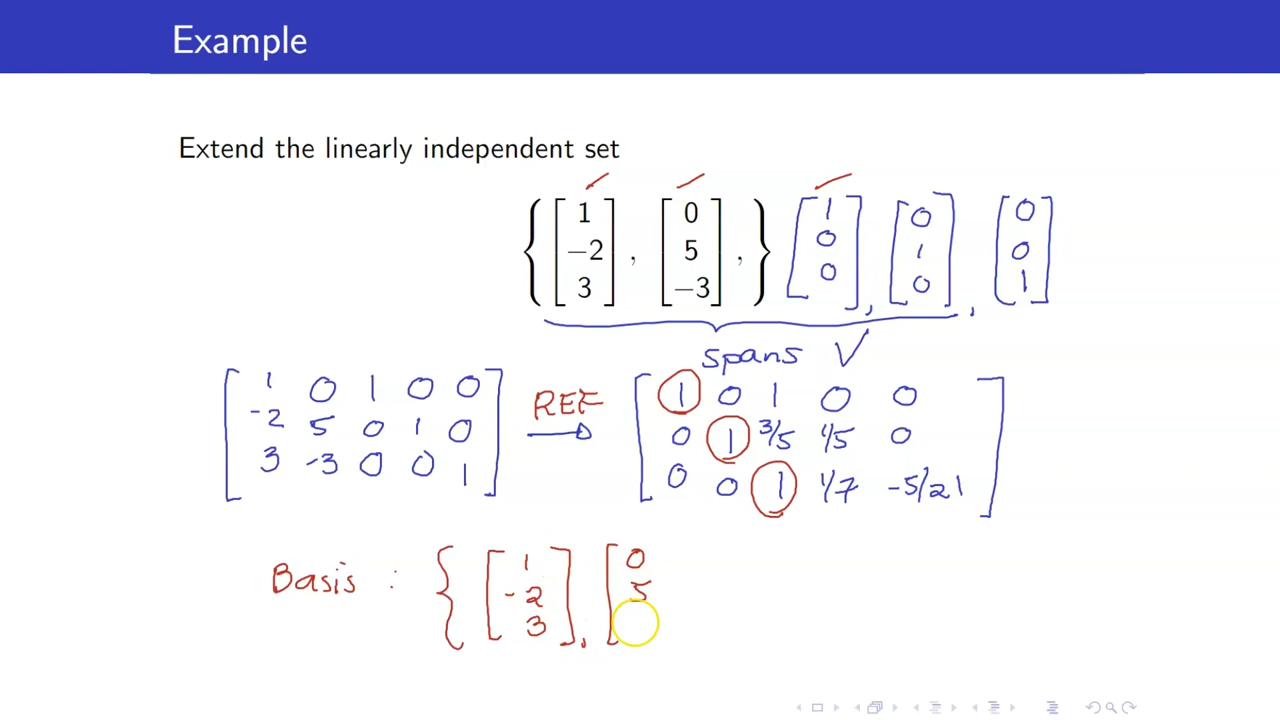 Example
Extend the linearly independent set
{ [ 1 -2 3 ] , [ 0 5 -3 ] , } [ 1 0 0 ] , [ 0 1 0 ] , [ 0 0 1 ]
spans V
[ 1 0 1 0 0
-2 5 0 1 0
3 -3 0 0 1 ]
REF
[ 1 0 1 0 0
0 1 3/5 1/5 0
0 0 1 1/7 -5/21 ]
Basis : { [ 1 -2 3 ] , [ 0 5